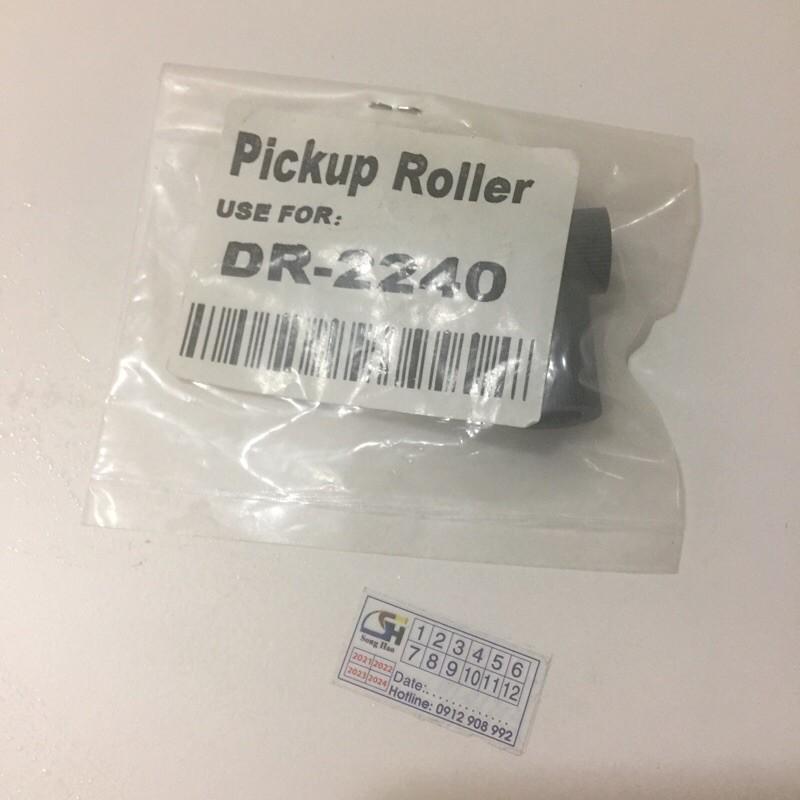 Pickup Roller
USE FOR:
DR-2240
SH
Song Hao
1 2 3 4 5 6
7 8 9 10 11 12
2021 2022
2023 2024
Date:..............
Hotline: 0912 908 992